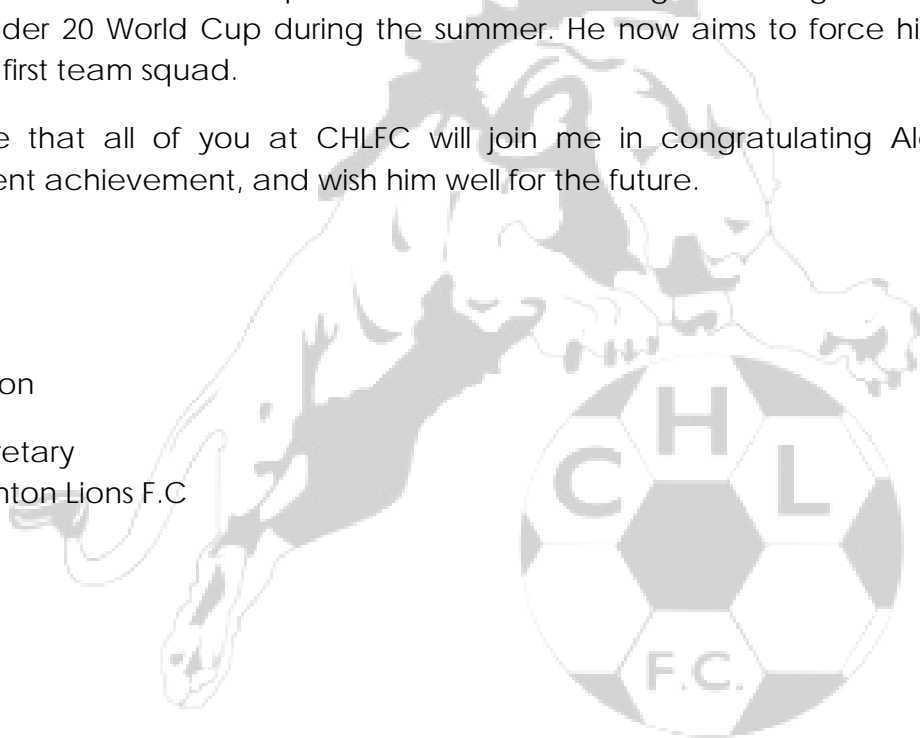 der 20 World Cup during the summer. He now aims to force hi
first team squad.
e that all of you at CHLFC will join me in congratulating Al
ent achievement, and wish him well for the future.
on
retary
nton Lions F.C
C H L
F.C.